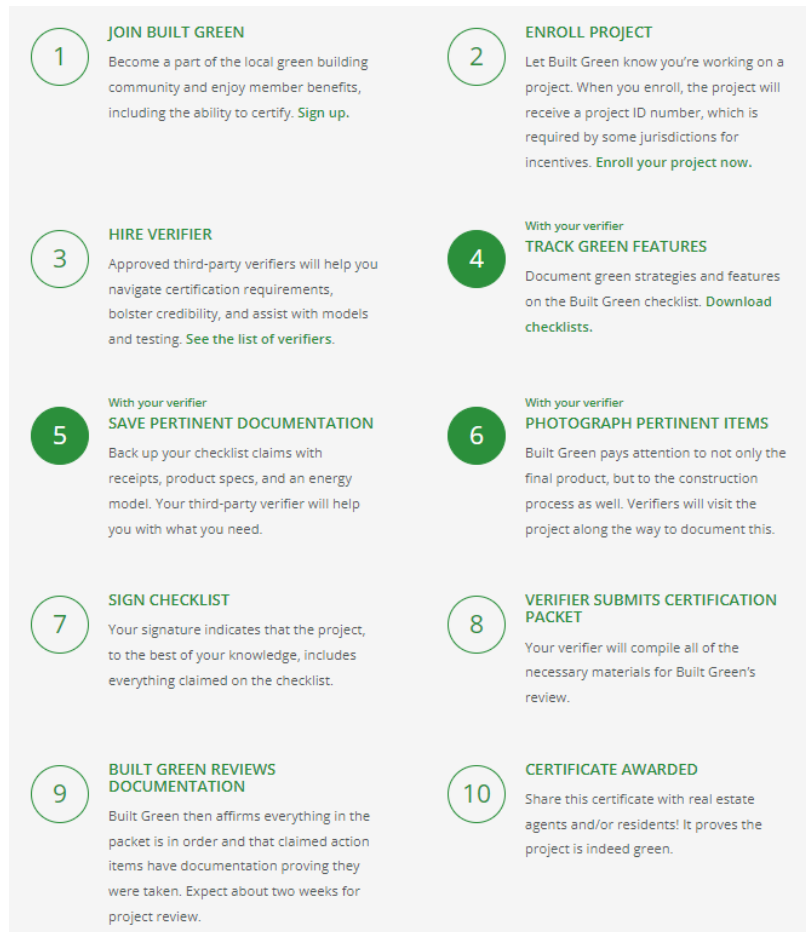 1
JOIN BUILT GREEN
Become a part of the local green building
community and enjoy member benefits,
including the ability to certify. Sign up.
2
ENROLL PROJECT
Let Built Green know you're working on a
project. When you enroll, the project will
receive a project ID number, which is
required by some jurisdictions for
incentives. Enroll your project now.
3
HIRE VERIFIER
Approved third-party verifiers will help you
navigate certification requirements,
bolster credibility, and assist with models
and testing. See the list of verifiers.
4
With your verifier
TRACK GREEN FEATURES
Document green strategies and features
on the Built Green checklist. Download
checklists.
5
With your verifier
SAVE PERTINENT DOCUMENTATION
Back up your checklist claims with
receipts, product specs, and an energy
model. Your third-party verifier will help
you with what you need.
6
With your verifier
PHOTOGRAPH PERTINENT ITEMS
Built Green pays attention to not only the
final product, but to the construction
process as well. Verifiers will visit the
project along the way to document this.
7
SIGN CHECKLIST
Your signature indicates that the project,
to the best of your knowledge, includes
everything claimed on the checklist.
8
VERIFIER SUBMITS CERTIFICATION
PACKET
Your verifier will compile all of the
necessary materials for Built Green's
review.
9
BUILT GREEN REVIEWS
DOCUMENTATION
Built Green then affirms everything in the
packet is in order and that claimed action
items have documentation proving they
were taken. Expect about two weeks for
project review.
10
CERTIFICATE AWARDED
Share this certificate with real estate
agents and/or residents! It proves the
project is indeed green.